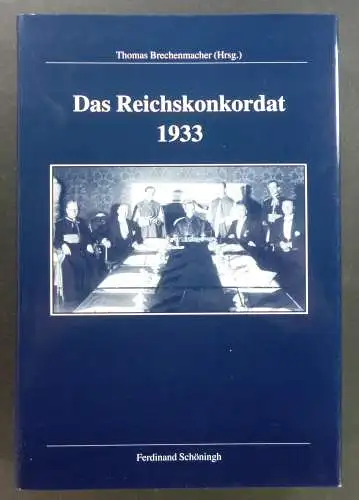 Thomas Brechenmacher (Hrsg.)
Das Reichskonkordat
1933
Ferdinand Schöningh